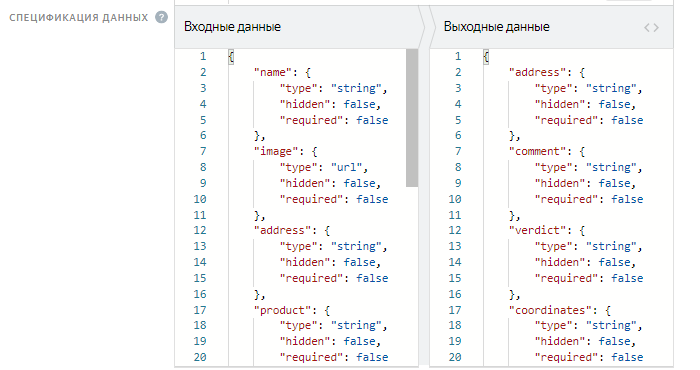 СПЕЦИФИКАЦИЯ ДАННЫХ ?
Входные данные
1 {
2 "name": {
3 "type": "string",
4 "hidden": false,
5 "required": false
6 },
7 "image": {
8 "type": "url",
9 "hidden": false,
10 "required": false
11 },
12 "address": {
13 "type": "string",
14 "hidden": false,
15 "required": false
16 },
17 "product": {
18 "type": "string",
19 "hidden": false,
20 "required": false
Выходные данные
<>
1 {
2 "address": {
3 "type": "string",
4 "hidden": false,
5 "required": false
6 },
7 "comment": {
8 "type": "string",
9 "hidden": false,
10 "required": false
11 },
12 "verdict": {
13 "type": "string",
14 "hidden": false,
15 "required": false
16 },
17 "coordinates": {
18 "type": "string",
19 "hidden": false,
20 "required": false